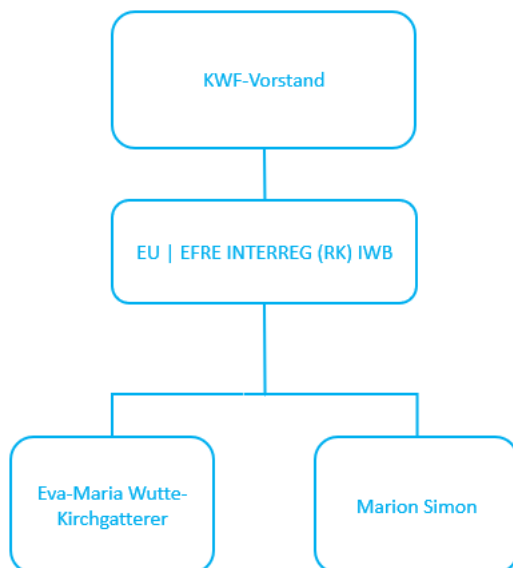 KWF-Vorstand
EU | EFRE INTERREG (RK) IWB
Eva-Maria Wutte-
Kirchgatterer
Marion Simon